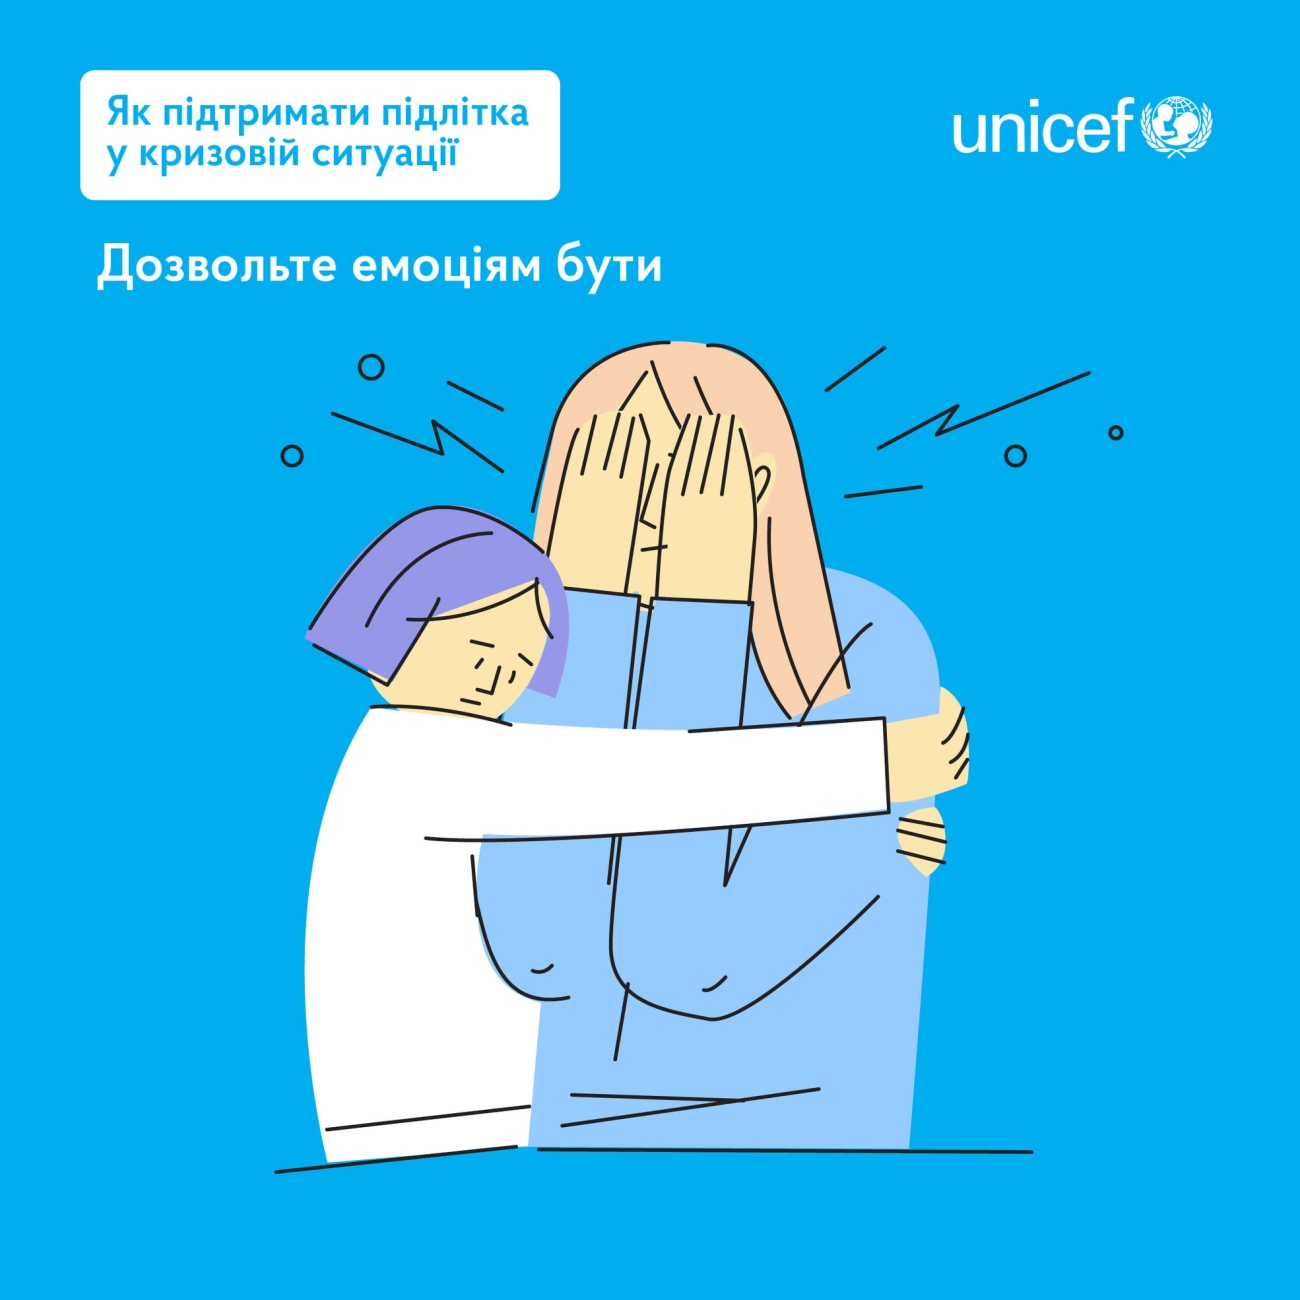 Як підтримати підлітка
у кризовій ситуації
unicef
Дозвольте емоціям бути